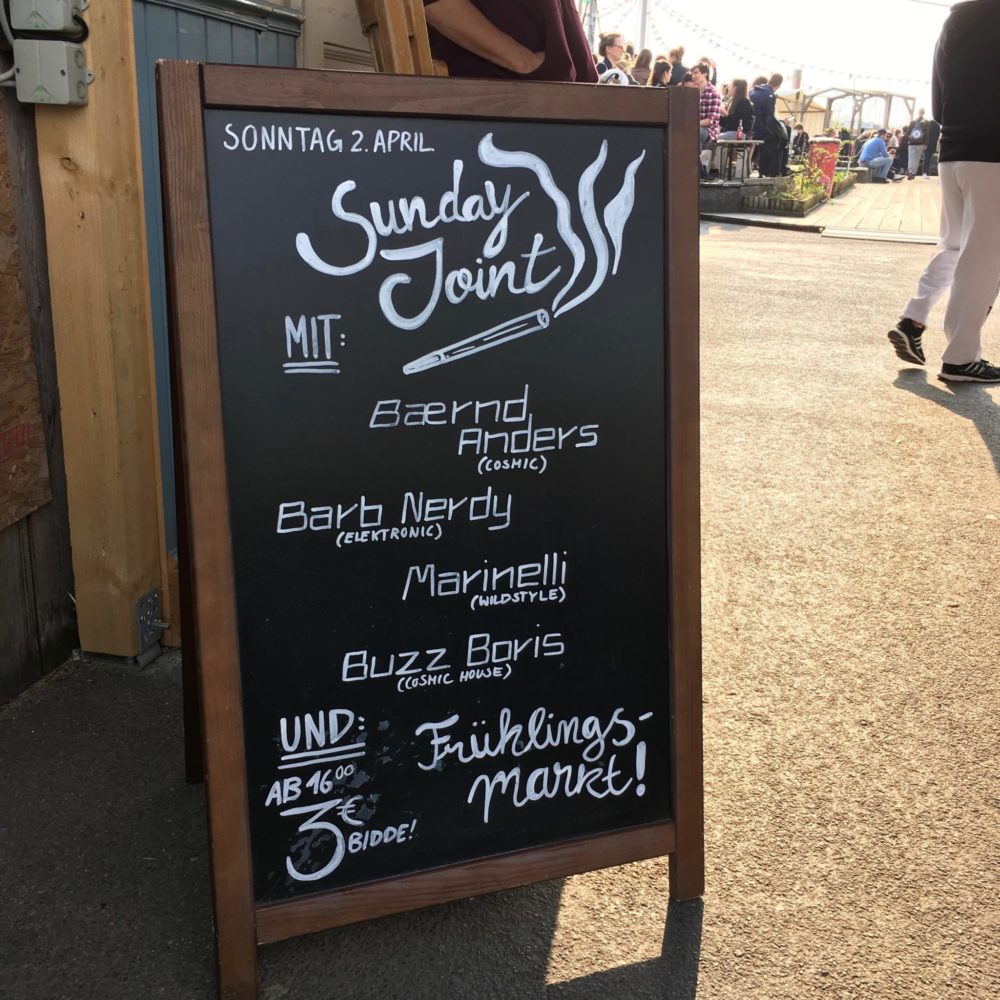 SONNTAG 2. APRIL
Sunday
Joint
MIT:
Bærnd
Anders
(COSMIC)
Barb Nerdy
(ELEKTRONIC)
Marinelli
(WILDSTYLE)
Buzz Boris
(COSMIC HOUSE)
UND:
Frühlings-
markt!
AB 16⁰⁰
3€
BIDDE!